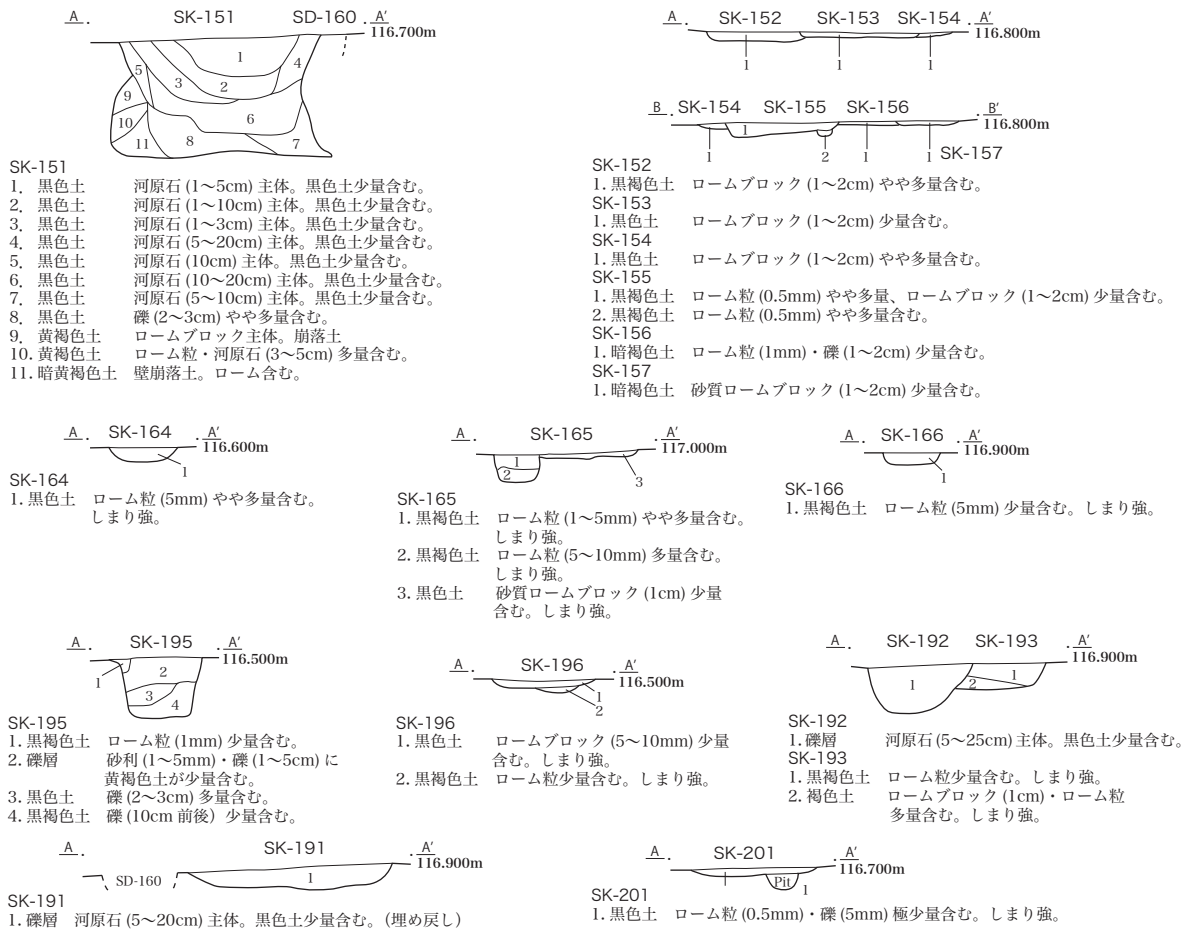 A . SK-151 SD-160 . A′
116.700m
1
2
3
4
5
6
7
8
9
10
11
SK-151
1. 黒色土 河原石 (1〜5cm) 主体。黒色土少量含む。
2. 黒色土 河原石 (1〜10cm) 主体。黒色土少量含む。
3. 黒色土 河原石 (1〜3cm) 主体。黒色土少量含む。
4. 黒色土 河原石 (5〜20cm) 主体。黒色土少量含む。
5. 黒色土 河原石 (10cm) 主体。黒色土少量含む。
6. 黒色土 河原石 (10〜20cm) 主体。黒色土少量含む。
7. 黒色土 河原石 (5〜10cm) 主体。黒色土少量含む。
8. 黒色土 礫 (2〜3cm) やや多量含む。
9. 黄褐色土 ロームブロック主体。崩落土
10. 黄褐色土 ローム粒・河原石 (3〜5cm) 多量含む。
11. 暗黄褐色土 壁崩落土。ローム含む。
A . SK-152 SK-153 SK-154 . A′
116.800m
1 1 1
B . SK-154 SK-155 SK-156 . B′
116.800m
1
1 2 1 1 SK-157
SK-152
1. 黒褐色土 ロームブロック (1〜2cm) やや多量含む。
SK-153
1. 黒色土 ロームブロック (1〜2cm) 少量含む。
SK-154
1. 黒色土 ロームブロック (1〜2cm) やや多量含む。
SK-155
1. 黒褐色土 ローム粒 (0.5mm) やや多量、ロームブロック (1〜2cm) 少量含む。
2. 黒褐色土 ローム粒 (0.5mm) やや多量含む。
SK-156
1. 暗褐色土 ローム粒 (1mm)・礫 (1〜2cm) 少量含む。
SK-157
1. 暗褐色土 砂質ロームブロック (1〜2cm) 少量含む。
A . SK-164 . A′
116.600m
1
SK-164
1. 黒色土 ローム粒 (5mm) やや多量含む。
しまり強。
A . SK-165 . A′
117.000m
1
2
3
SK-165
1. 黒褐色土 ローム粒 (1〜5mm) やや多量含む。
しまり強。
2. 黒褐色土 ローム粒 (5〜10mm) 多量含む。
しまり強。
3. 黒色土 砂質ロームブロック (1cm) 少量
含む。しまり強。
A . SK-166 . A′
116.900m
1
SK-166
1. 黒褐色土 ローム粒 (5mm) 少量含む。しまり強。
A . SK-195 . A′
116.500m
1
2
3
4
SK-195
1. 黒褐色土 ローム粒 (1mm) 少量含む。
2. 礫層 砂利 (1〜5mm)・礫 (1〜5cm) に
黄褐色土が少量含む。
3. 黒色土 礫 (2〜3cm) 多量含む。
4. 黒褐色土 礫 (10cm 前後）少量含む。
A . SK-196 . A′
116.500m
1
2
SK-196
1. 黒色土 ロームブロック (5〜10mm) 少量
含む。しまり強。
2. 黒褐色土 ローム粒少量含む。しまり強。
A . SK-192 SK-193 . A′
116.900m
1 2 1
SK-192
1. 礫層 河原石 (5〜25cm) 主体。黒色土少量含む。
SK-193
1. 黒褐色土 ローム粒少量含む。しまり強。
2. 褐色土 ロームブロック (1cm)・ローム粒
多量含む。しまり強。
A . SK-191 . A′
116.900m
SD-160 1
SK-191
1. 礫層 河原石 (5〜20cm) 主体。黒色土少量含む。（埋め戻し）
A . SK-201 . A′
116.700m
Pit 1
SK-201
1. 黒色土 ローム粒 (0.5mm)・礫 (5mm) 極少量含む。しまり強。